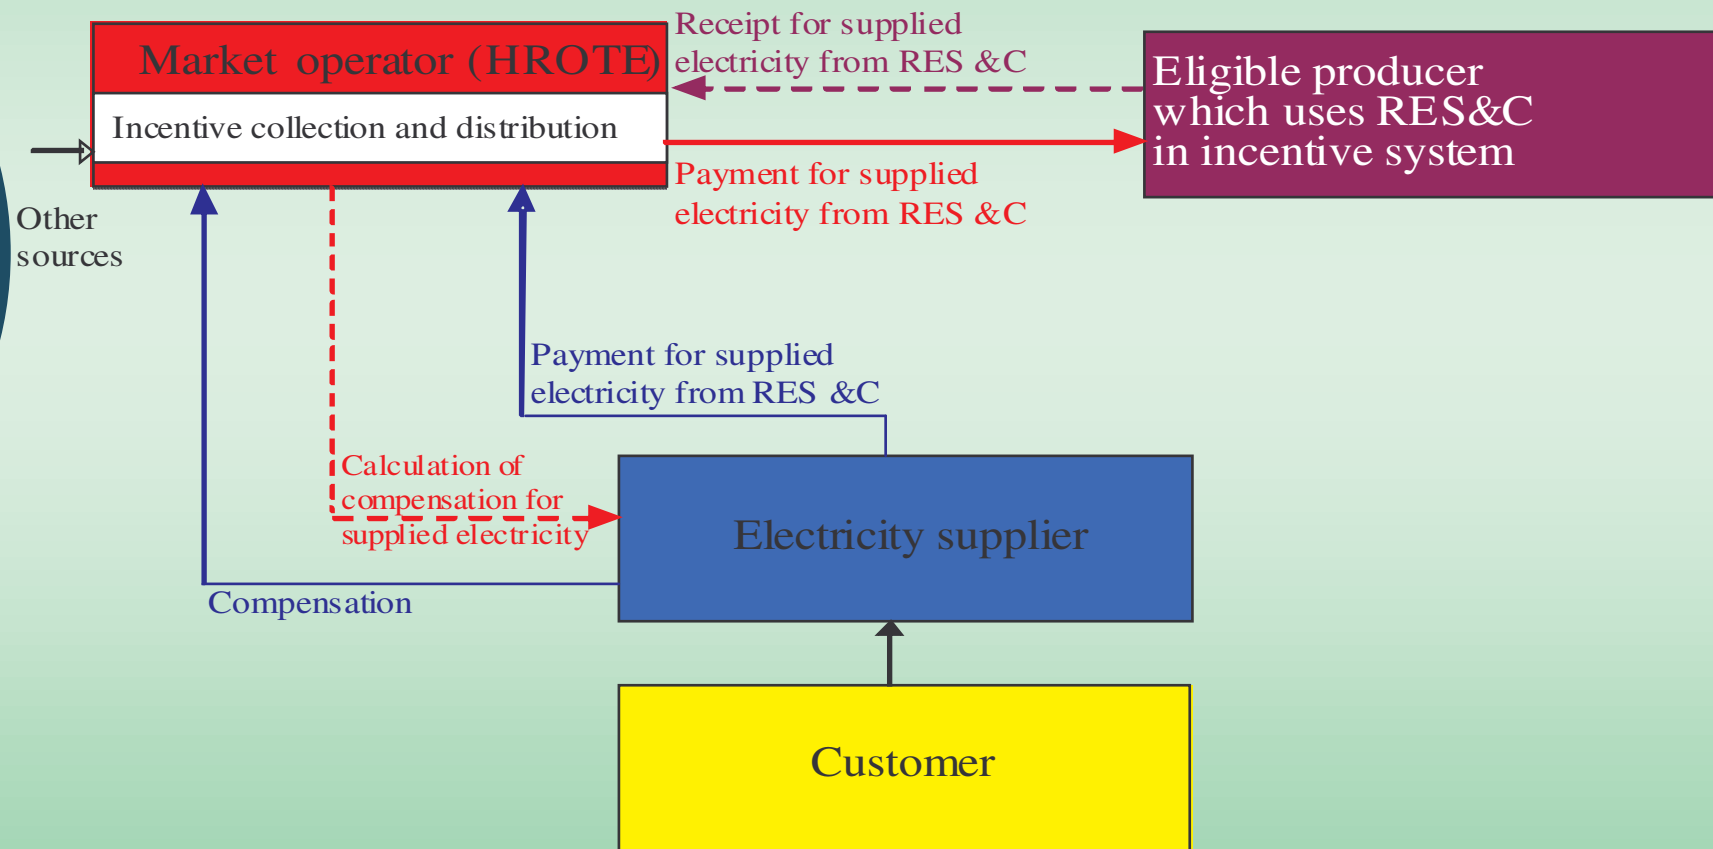 Market operator (HROTE)
Incentive collection and distribution
Receipt for supplied
electricity from RES &C
Eligible producer
which uses RES&C
in incentive system
Payment for supplied
electricity from RES &C
Other
sources
Payment for supplied
electricity from RES &C
Calculation of
compensation for
supplied electricity
Electricity supplier
Compensation
Customer